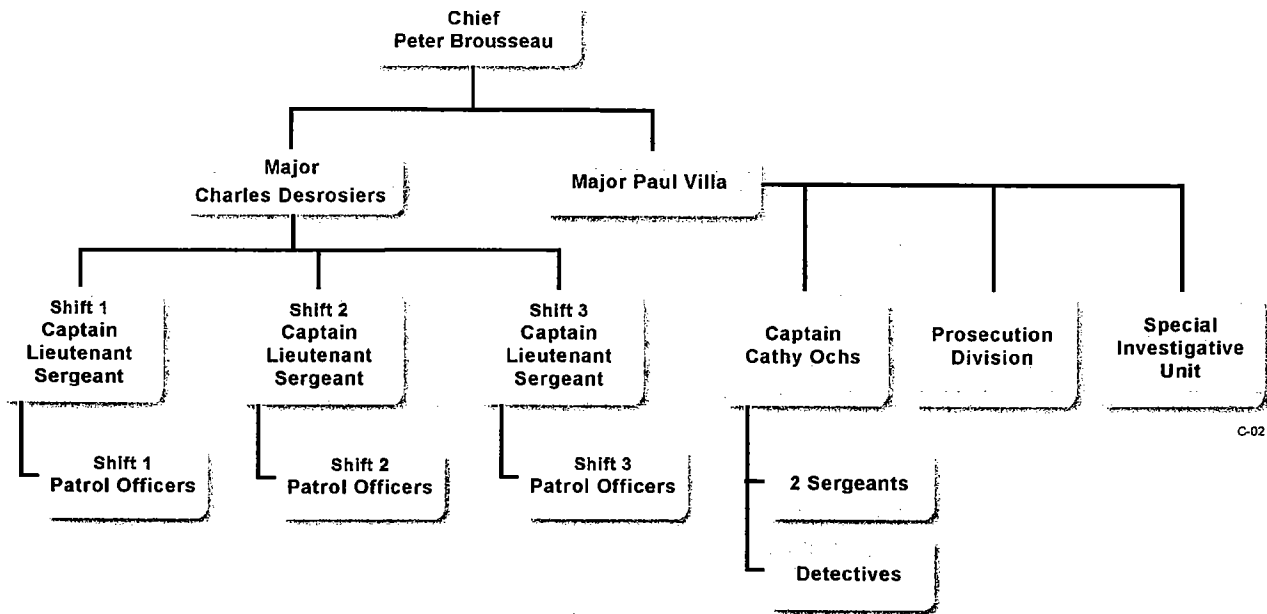 Chief
Peter Brousseau
Major
Charles Desrosiers
Major Paul Villa
Shift 1
Captain
Lieutenant
Sergeant
Shift 2
Captain
Lieutenant
Sergeant
Shift 3
Captain
Lieutenant
Sergeant
Captain
Cathy Ochs
Prosecution
Division
Special
Investigative
Unit
C-02
Shift 1
Patrol Officers
Shift 2
Patrol Officers
Shift 3
Patrol Officers
2 Sergeants
Detectives